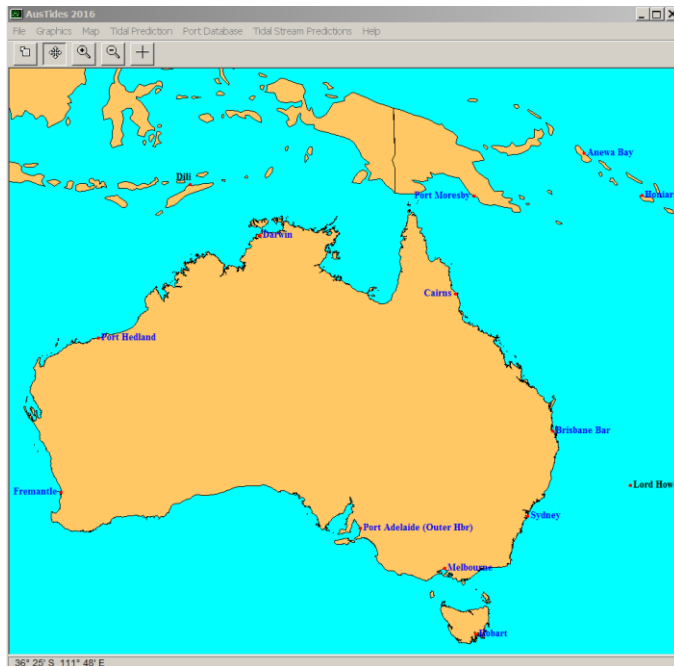 AusTides 2016
File Graphics Map Tidal Prediction Port Database Tidal Stream Predictions Help
Anewa Bay
Dili
Port Moresby
Honiar
Darwin
Cairns
Port Hedland
Brisbane Bar
Fremantle
Lord How
Sydney
Port Adelaide (Outer Hbr)
Melbourne
Hobart
36° 25' S 111° 48' E